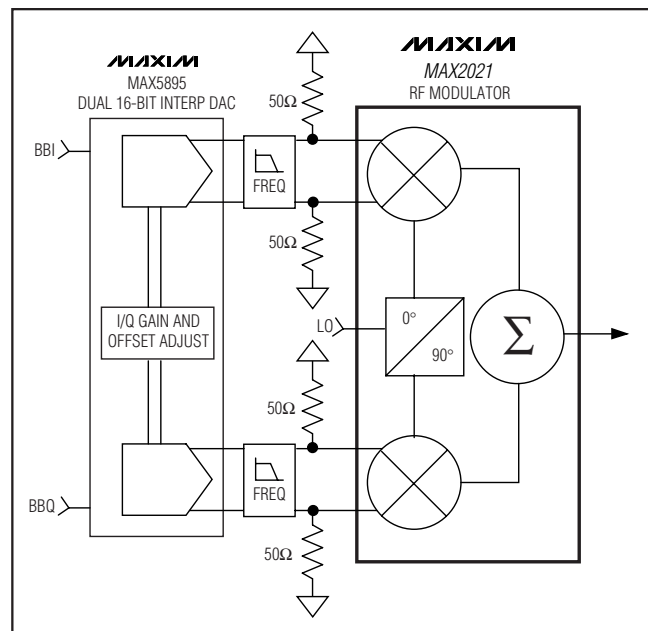 MAXIM
MAX5895
DUAL 16-BIT INTERP DAC
MAXIM
MAX2021
RF MODULATOR
50Ω
BBI
FREQ
50Ω
I/Q GAIN AND
OFFSET ADJUST
LO
0°
90°
Σ
50Ω
BBQ
FREQ
50Ω